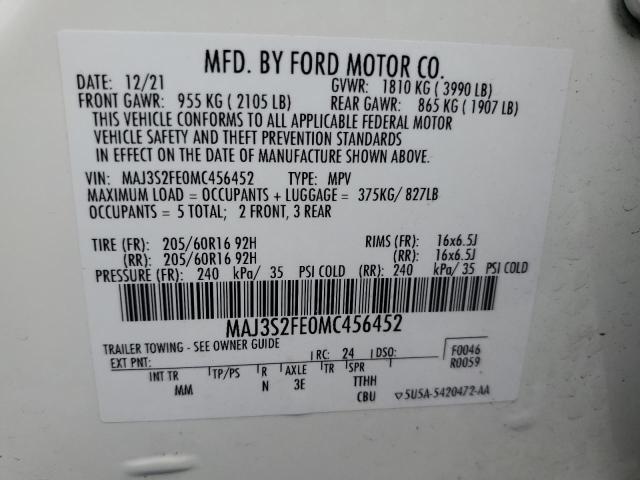 MFD. BY FORD MOTOR CO.
DATE: 12/21 GVWR: 1810 KG ( 3990 LB)
FRONT GAWR: 955 KG ( 2105 LB) REAR GAWR: 865 KG ( 1907 LB)
THIS VEHICLE CONFORMS TO ALL APPLICABLE FEDERAL MOTOR
VEHICLE SAFETY AND THEFT PREVENTION STANDARDS
IN EFFECT ON THE DATE OF MANUFACTURE SHOWN ABOVE.
VIN: MAJ3S2FE0MC456452 TYPE: MPV
MAXIMUM LOAD = OCCUPANTS + LUGGAGE = 375KG/ 827LB
OCCUPANTS = 5 TOTAL; 2 FRONT, 3 REAR
TIRE (FR): 205/60R16 92H RIMS (FR): 16x6.5J
(RR): 205/60R16 92H (RR): 16x6.5J
PRESSURE (FR): 240 kPa/ 35 PSI COLD (RR): 240 kPa/ 35 PSI COLD
MAJ3S2FE0MC456452
TRAILER TOWING - SEE OWNER GUIDE
EXT PNT: RC: 24 DSO: F0046
R0059
INT TR TP/PS R AXLE TR SPR
MM N 3E TTHH
CBU 5U5A-5420472-AA